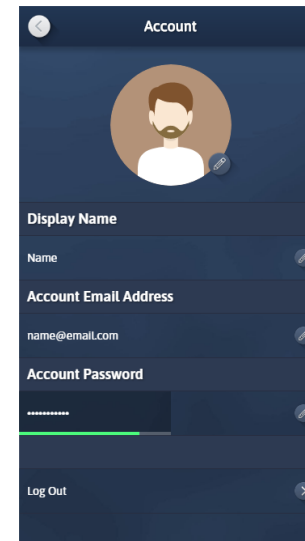 Account
Display Name
Name
Account Email Address
name@email.com
Account Password
•••••••••••
Log Out